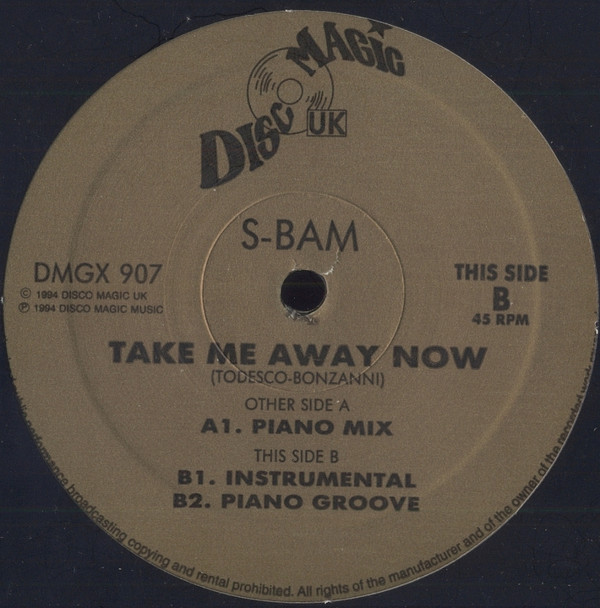 DISCO MAGIC
UK
S-BAM
DMGX 907
© 1994 DISCO MAGIC UK
℗ 1994 DISCO MAGIC MUSIC
THIS SIDE
B
45 RPM
TAKE ME AWAY NOW
(TODESCO-BONZANNI)
OTHER SIDE A
A1. PIANO MIX
THIS SIDE B
B1. INSTRUMENTAL
B2. PIANO GROOVE
performance broadcasting copying and rental prohibited. All rights of the manufacturer and of the owner of the recorded work